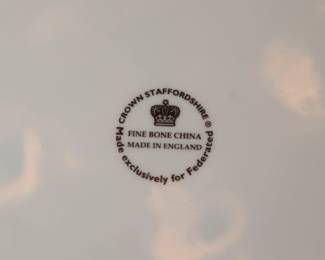 CROWN STAFFORDSHIRE ®
FINE BONE CHINA
MADE IN ENGLAND
Made exclusively for Federated